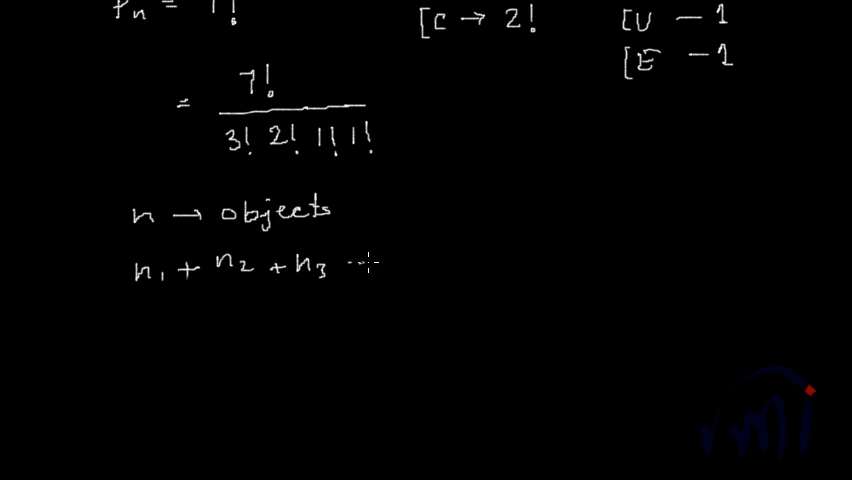 Pn = 7!
[C → 2!
[U - 1
[E - 1
= 7! / 3! 2! 1! 1!
n → objects
n₁ + n₂ + n₃ ...